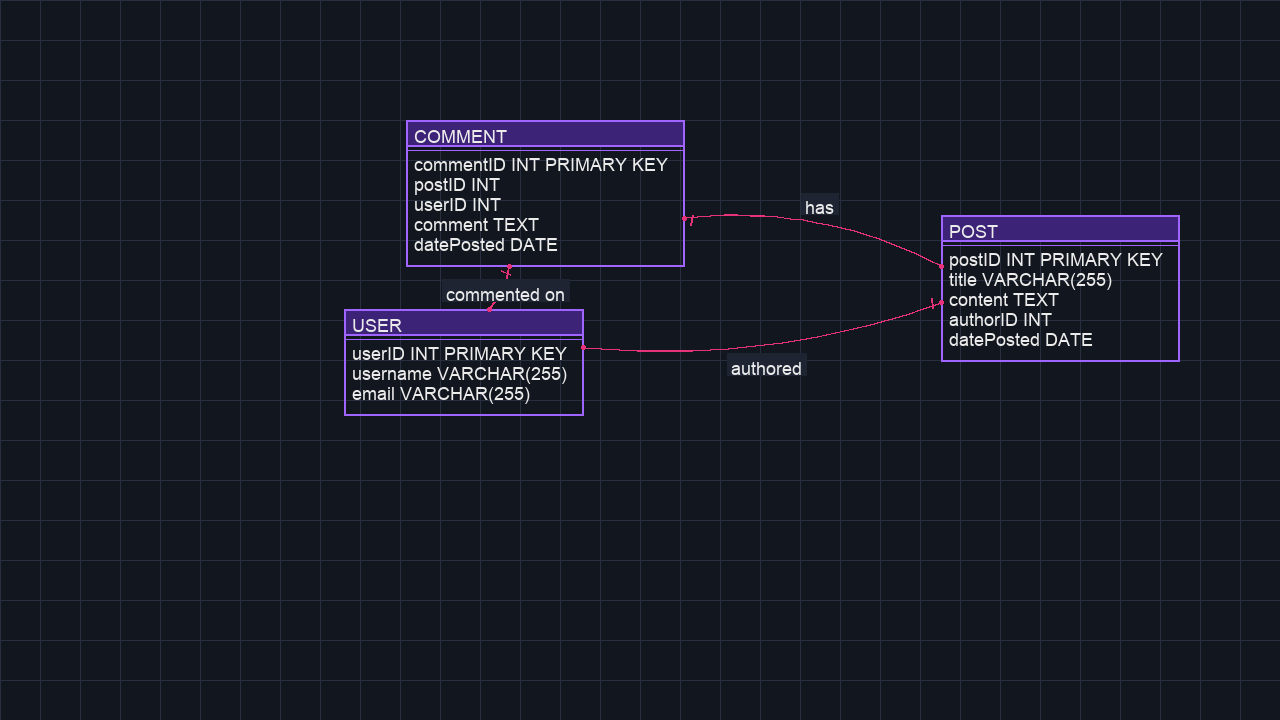 COMMENT
commentID INT PRIMARY KEY
postID INT
userID INT
comment TEXT
datePosted DATE
has
POST
postID INT PRIMARY KEY
title VARCHAR(255)
content TEXT
authorID INT
datePosted DATE
commented on
USER
userID INT PRIMARY KEY
username VARCHAR(255)
email VARCHAR(255)
authored